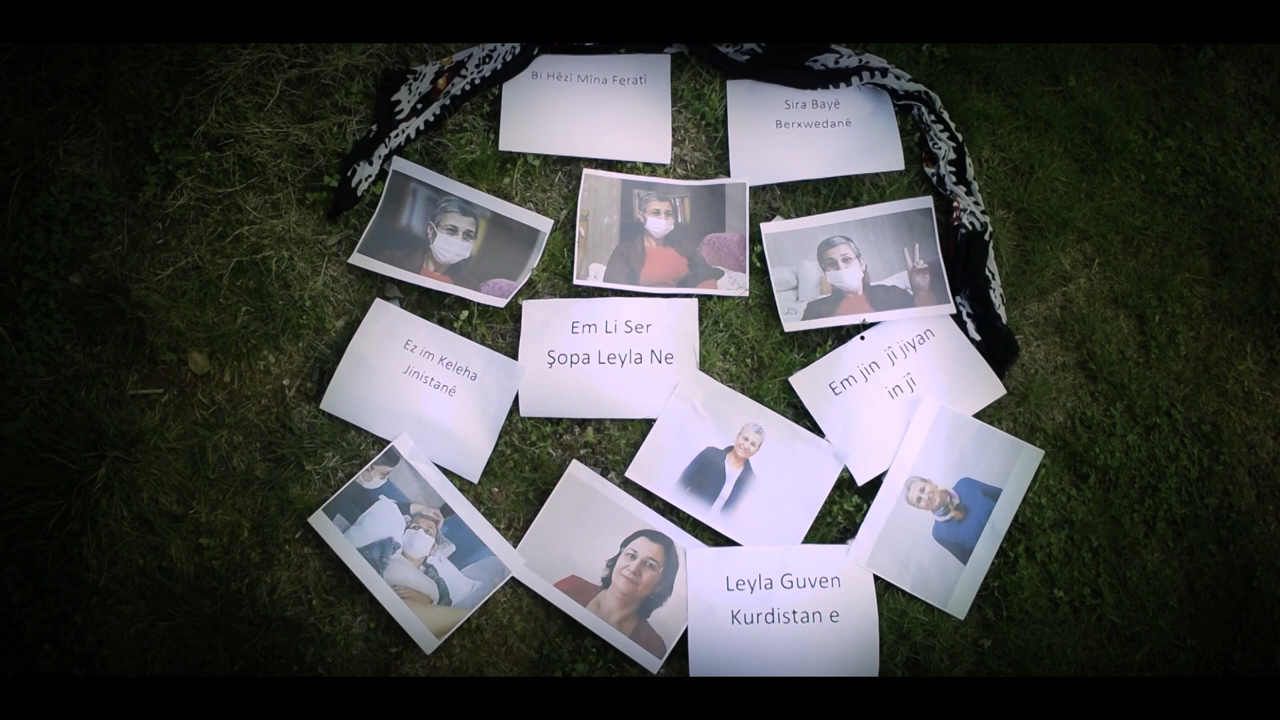 Bi Hêzî Mîna Feratî
Sira Bayê
Berxwedanê
Ez im Keleha
Jinistanê
Em Li Ser
Şopa Leyla Ne
Em jin jî jiyan
in jî
Leyla Guven
Kurdistan e